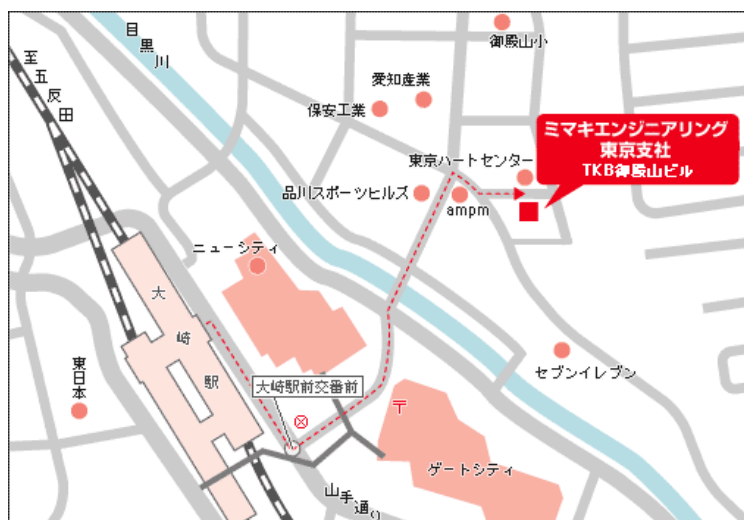 至五反田
目黒川
御殿山小
愛知産業
保安工業
ミマキエンジニアリング
東京支社
TKB御殿山ビル
東京ハートセンター
品川スポーツヒルズ
ampm
ニューシティ
大崎駅
セブンイレブン
東日本
大崎駅前交番前
〒
ゲートシティ
山手通り